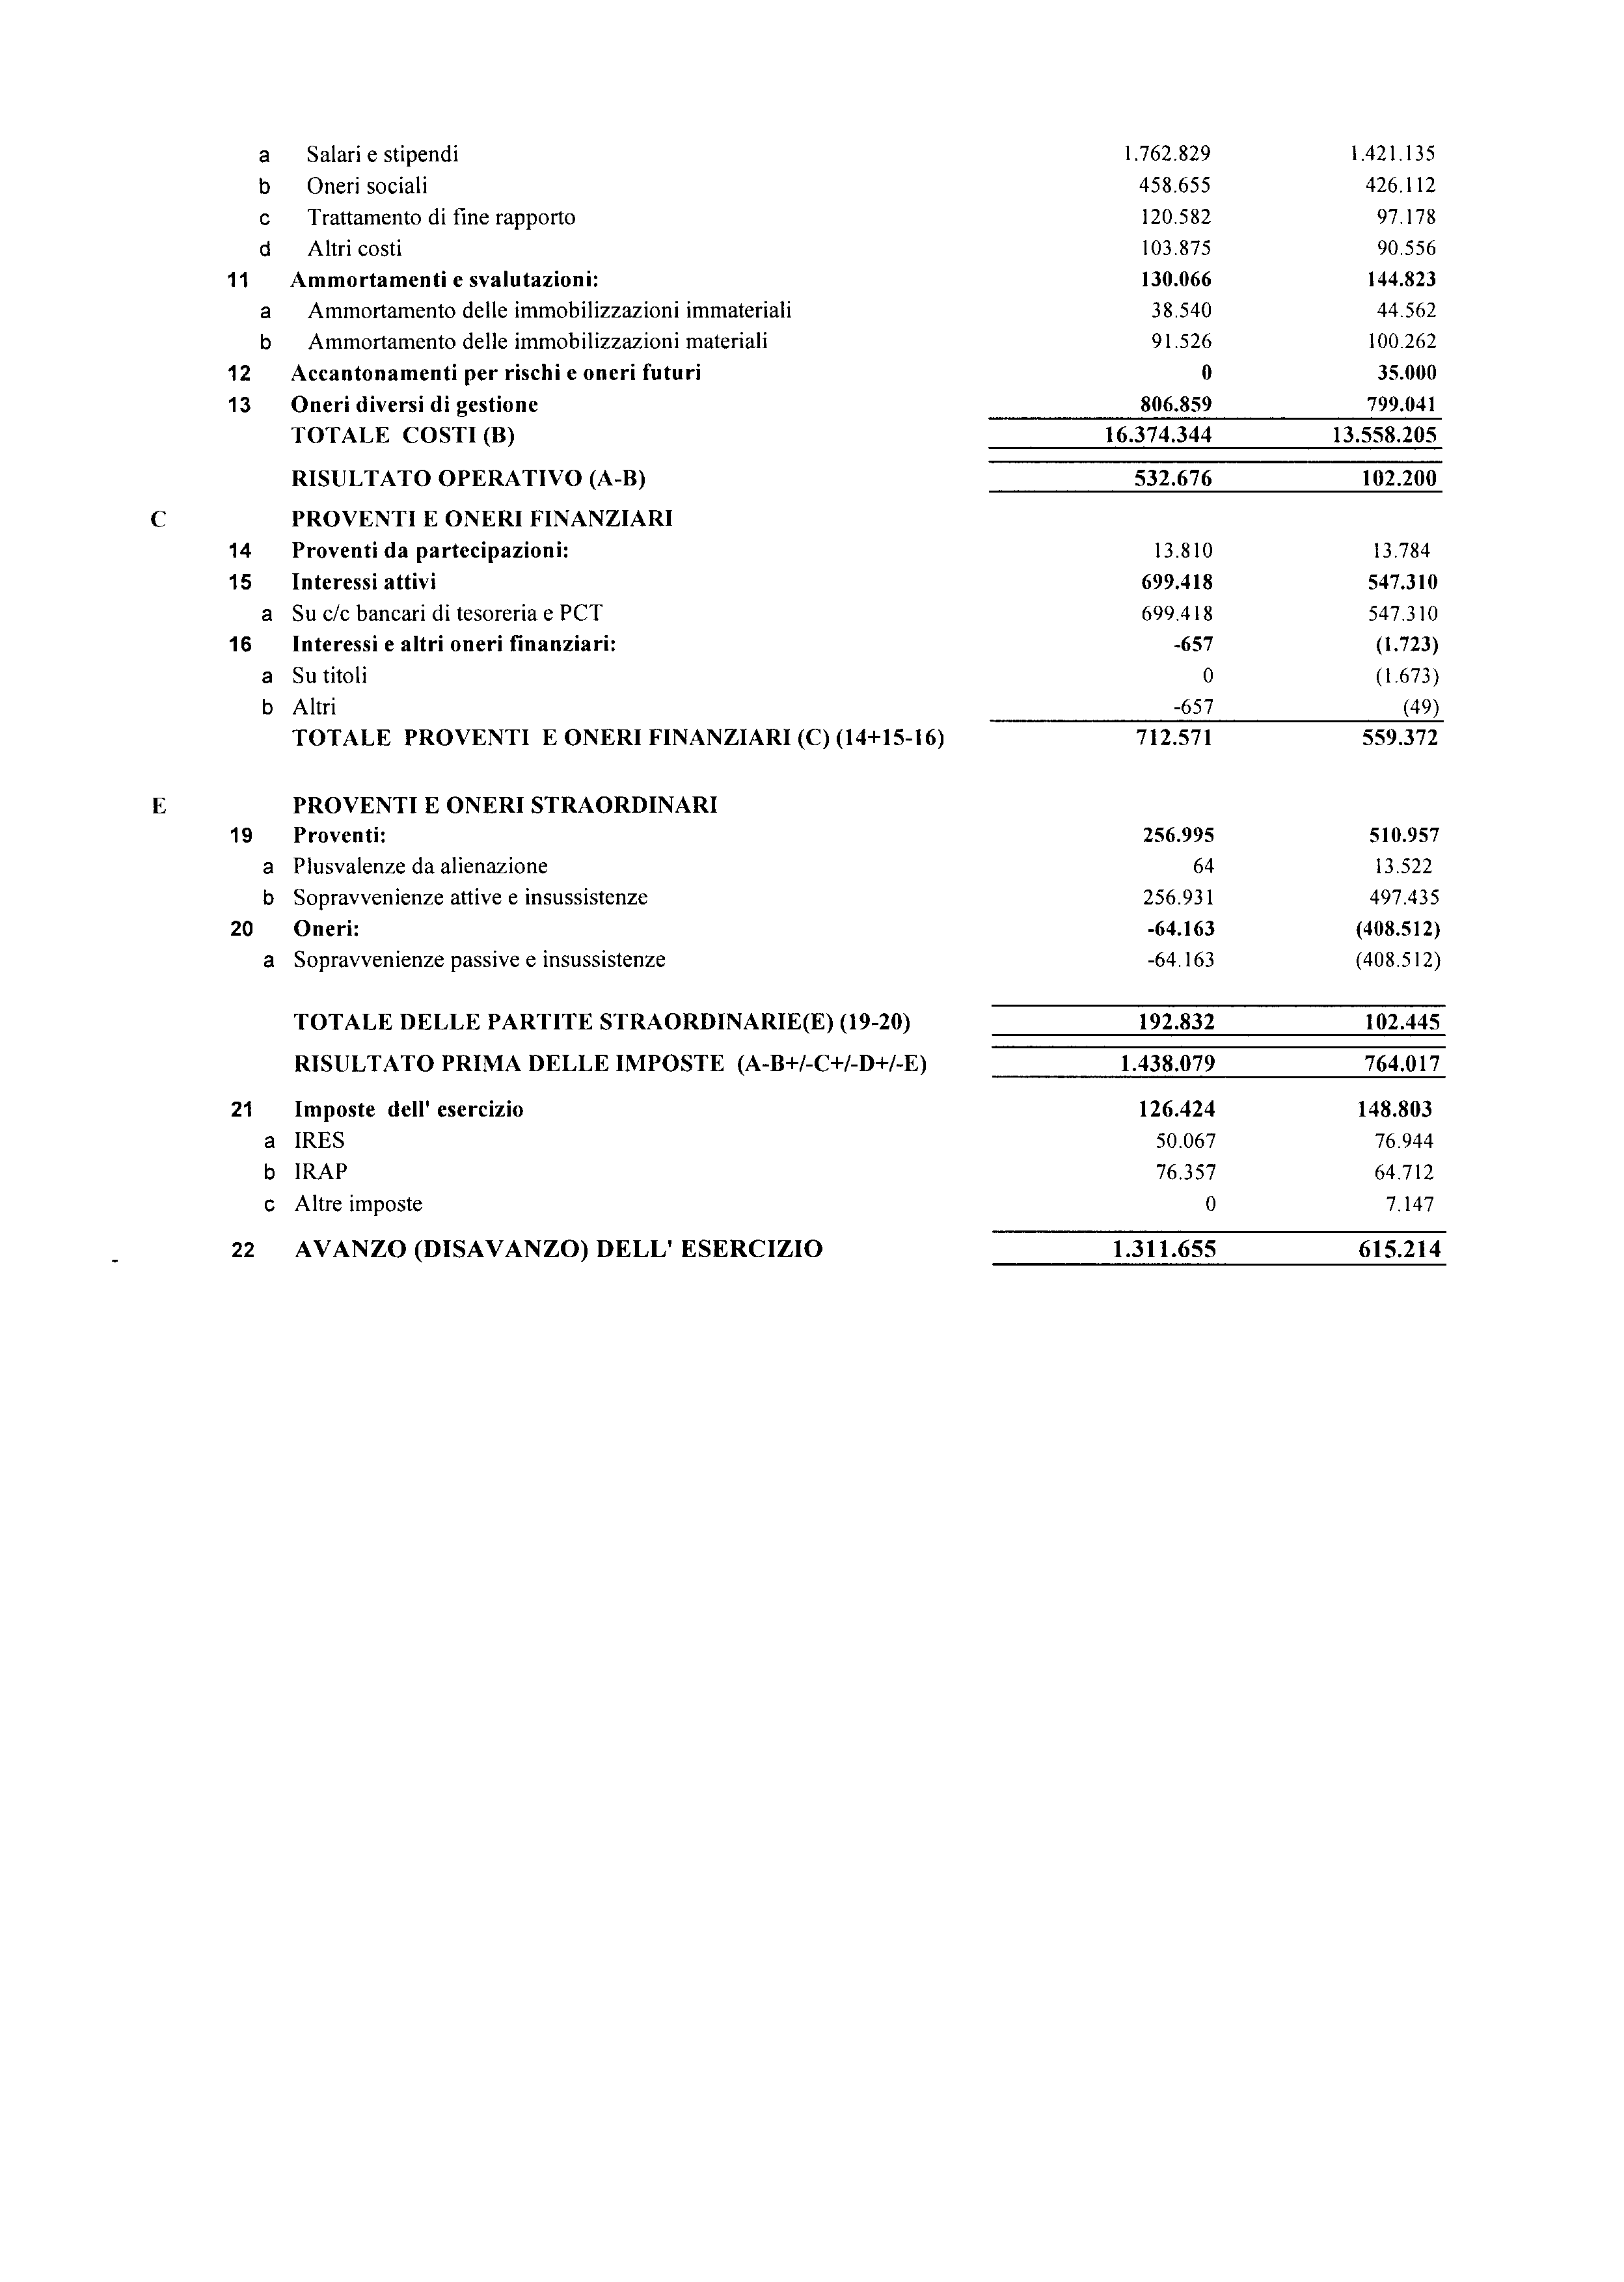 a Salari e stipendi 1.762.829 1.421.135
b Oneri sociali 458.655 426.112
c Trattamento di fine rapporto 120.582 97.178
d Altri costi 103.875 90.556
11 Ammortamenti e svalutazioni: 130.066 144.823
a Ammortamento delle immobilizzazioni immateriali 38.540 44.562
b Ammortamento delle immobilizzazioni materiali 91.526 100.262
12 Accantonamenti per rischi e oneri futuri 0 35.000
13 Oneri diversi di gestione 806.859 799.041
TOTALE COSTI (B) 16.374.344 13.558.205
RISULTATO OPERATIVO (A-B) 532.676 102.200
C PROVENTI E ONERI FINANZIARI
14 Proventi da partecipazioni: 13.810 13.784
15 Interessi attivi 699.418 547.310
a Su c/c bancari di tesoreria e PCT 699.418 547.310
16 Interessi e altri oneri finanziari: -657 (1.723)
a Su titoli 0 (1.673)
b Altri -657 (49)
TOTALE PROVENTI E ONERI FINANZIARI (C) (14+15-16) 712.571 559.372
E PROVENTI E ONERI STRAORDINARI
19 Proventi: 256.995 510.957
a Plusvalenze da alienazione 64 13.522
b Sopravvenienze attive e insussistenze 256.931 497.435
20 Oneri: -64.163 (408.512)
a Sopravvenienze passive e insussistenze -64.163 (408.512)
TOTALE DELLE PARTITE STRAORDINARIE(E) (19-20) 192.832 102.445
RISULTATO PRIMA DELLE IMPOSTE (A-B+/-C+/-D+/-E) 1.438.079 764.017
21 Imposte dell' esercizio 126.424 148.803
a IRES 50.067 76.944
b IRAP 76.357 64.712
c Altre imposte 0 7.147
22 AVANZO (DISAVANZO) DELL' ESERCIZIO 1.311.655 615.214